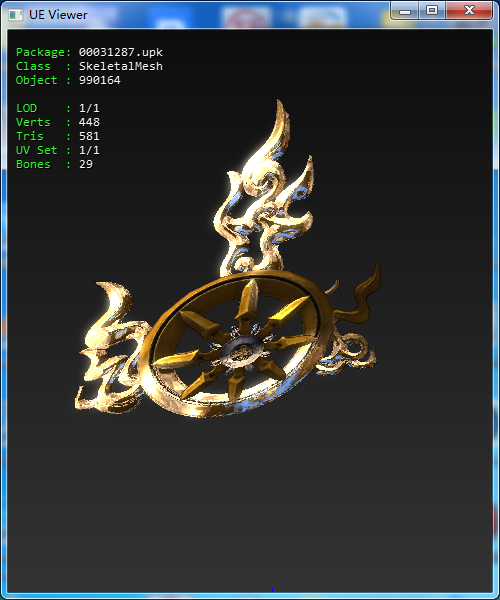 UE Viewer
Package: 00031287.upk
Class : SkeletalMesh
Object : 990164
LOD : 1/1
Verts : 448
Tris : 581
UV Set : 1/1
Bones : 29